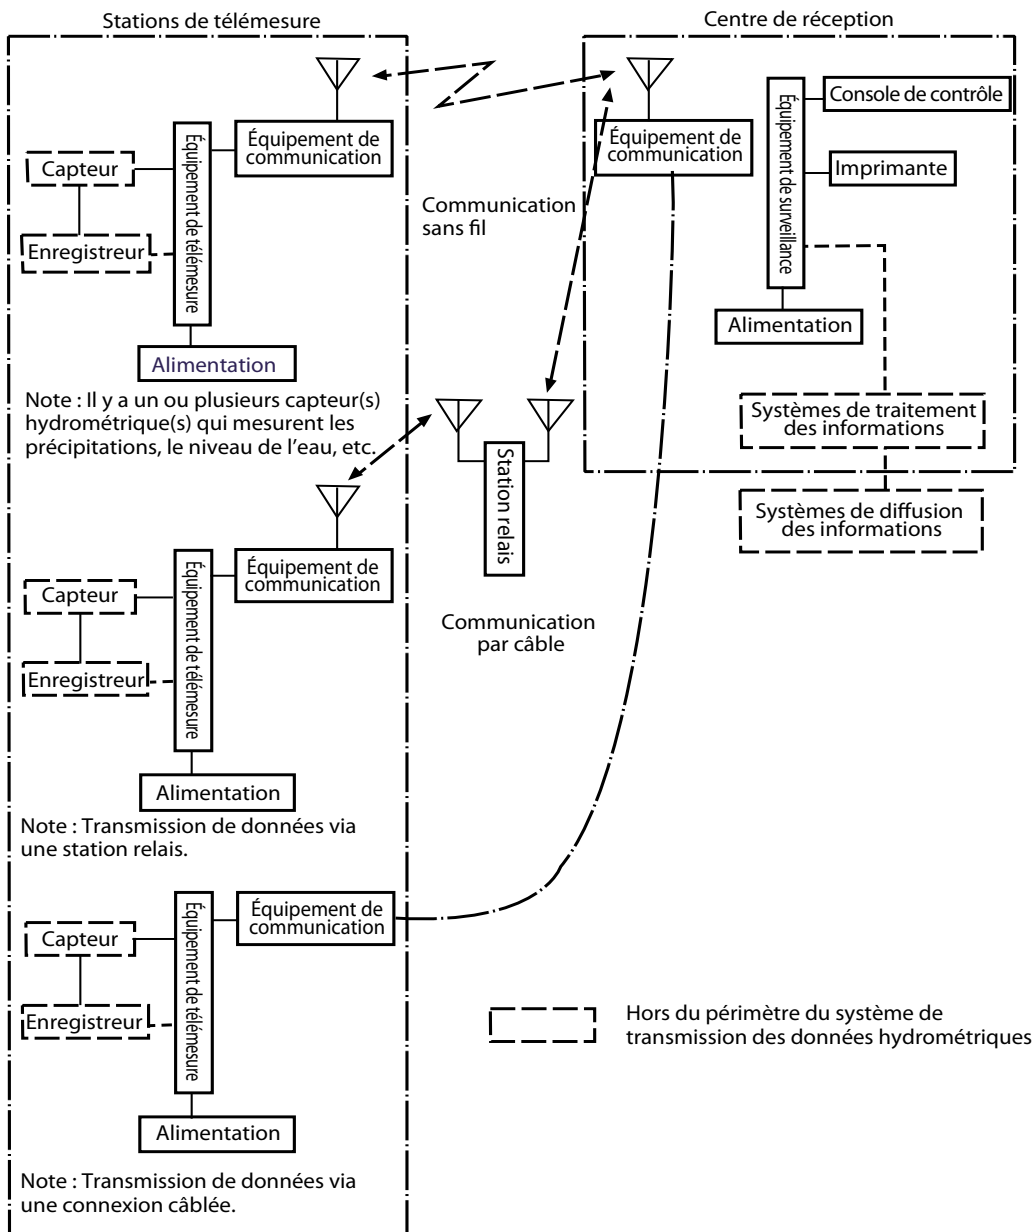 Stations de télémesure
Équipement de
communication
Capteur
Équipement de télémesure
Enregistreur
Alimentation
Note : Il y a un ou plusieurs capteur(s)
hydrométrique(s) qui mesurent les
précipitations, le niveau de l’eau, etc.
Équipement de
communication
Capteur
Équipement de télémesure
Enregistreur
Alimentation
Note : Transmission de données via
une station relais.
Équipement de
communication
Capteur
Équipement de télémesure
Enregistreur
Alimentation
Note : Transmission de données via
une connexion câblée.
Communication
sans fil
Station relais
Communication
par câble
Centre de réception
Équipement de
communication
Équipement de surveillance
Console de contrôle
Imprimante
Alimentation
Systèmes de traitement
des informations
Systèmes de diffusion
des informations
Hors du périmètre du système de
transmission des données hydrométriques